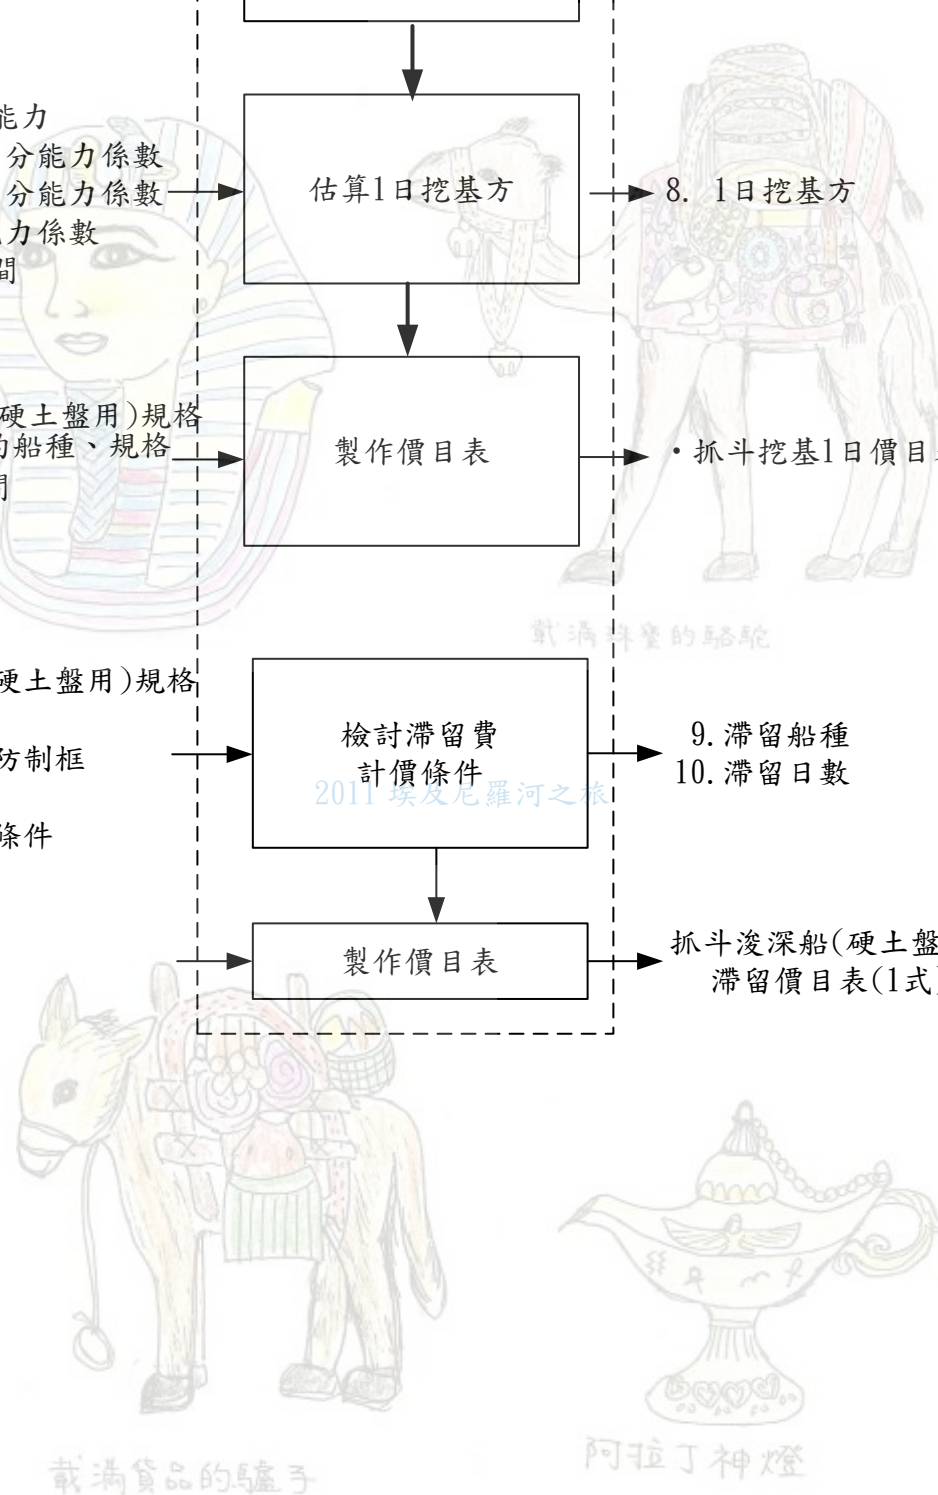 能力
分能力係數
分能力係數
力係數
間
估算1日挖基方
8. 1日挖基方
硬土盤用)規格
的船種、規格
間
製作價目表
・抓斗挖基1日價目
載滿珠寶的駱駝
硬土盤用)規格
防制框
條件
檢討滯留費
計價條件
9.滯留船種
10.滯留日數
2011 埃及尼羅河之旅
製作價目表
抓斗浚深船(硬土盤
滯留價目表(1式)
載滿貨品的驢子
阿拉丁神燈